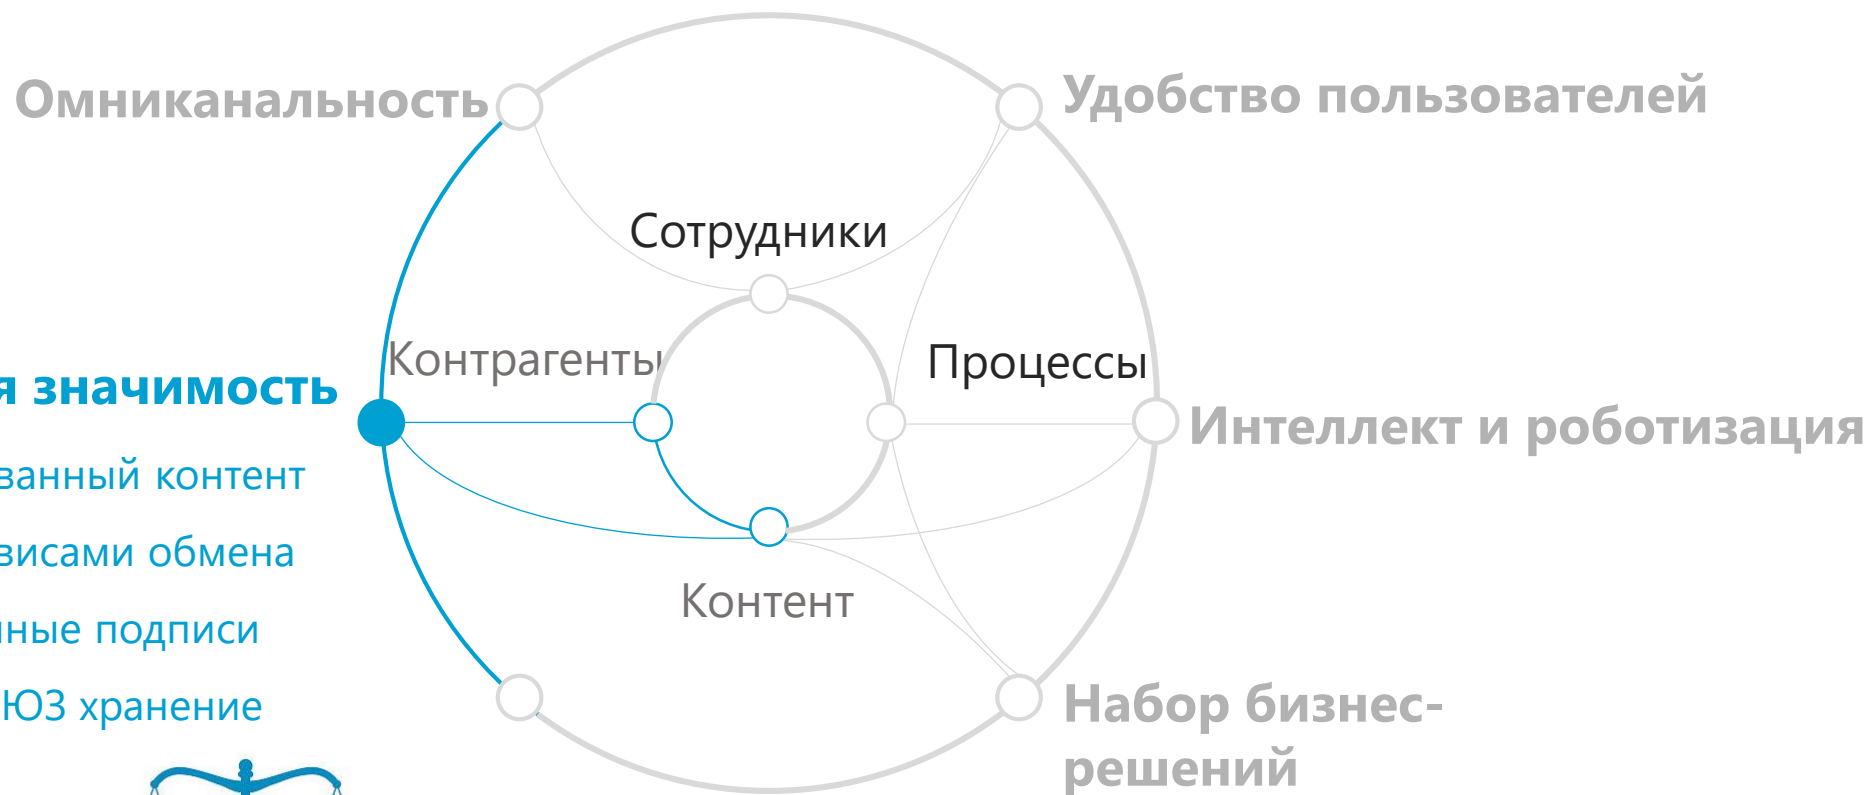 Омниканальность
Удобство пользователей
Сотрудники
Контрагенты
Процессы
я значимость
Интеллект и роботизация
ванный контент
висами обмена
Контент
ные подписи
ЮЗ хранение
Набор бизнес-
решений